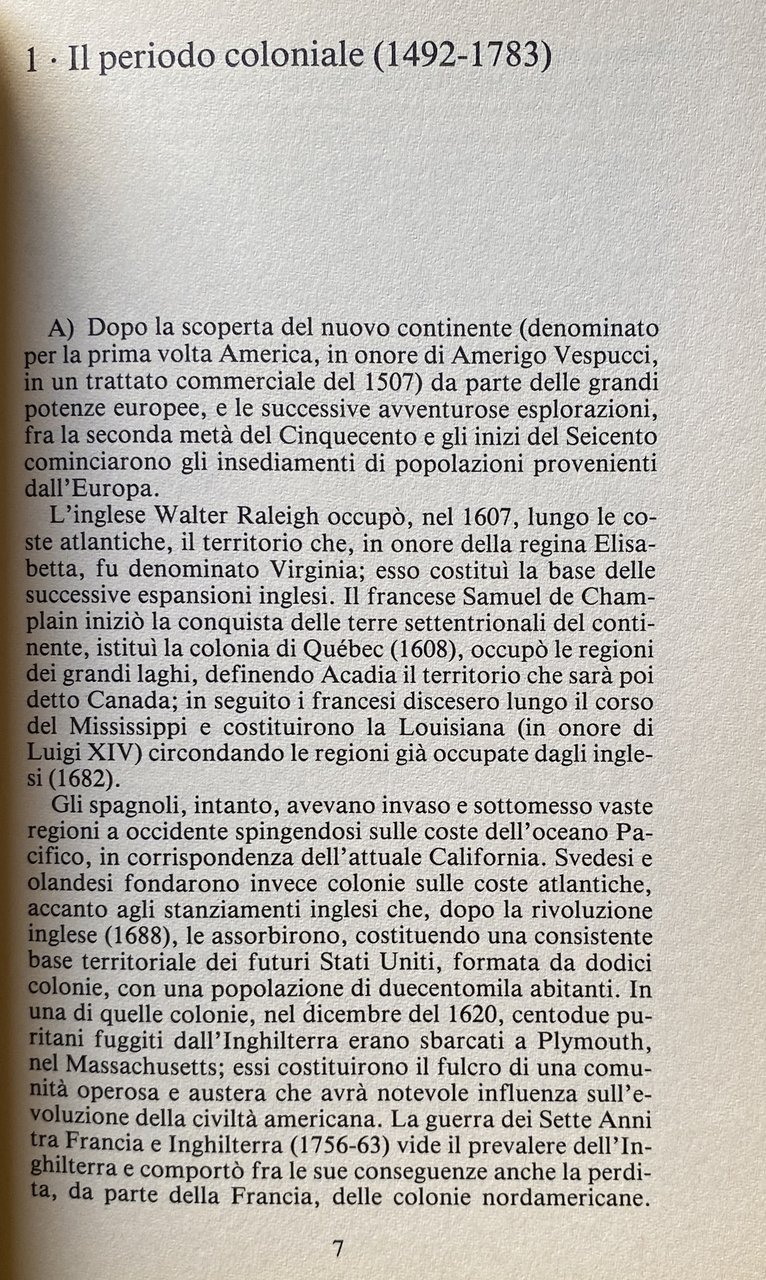 1 · Il periodo coloniale (1492-1783)
A) Dopo la scoperta del nuovo continente (denominato
per la prima volta America, in onore di Amerigo Vespucci,
in un trattato commerciale del 1507) da parte delle grandi
potenze europee, e le successive avventurose esplorazioni,
fra la seconda metà del Cinquecento e gli inizi del Seicento
cominciarono gli insediamenti di popolazioni provenienti
dall'Europa.
L'inglese Walter Raleigh occupò, nel 1607, lungo le co-
ste atlantiche, il territorio che, in onore della regina Elisa-
betta, fu denominato Virginia; esso costituì la base delle
successive espansioni inglesi. Il francese Samuel de Cham-
plain iniziò la conquista delle terre settentrionali del conti-
nente, istituì la colonia di Québec (1608), occupò le regioni
dei grandi laghi, definendo Acadia il territorio che sarà poi
detto Canada; in seguito i francesi discesero lungo il corso
del Mississippi e costituirono la Louisiana (in onore di
Luigi XIV) circondando le regioni già occupate dagli ingle-
si (1682).
Gli spagnoli, intanto, avevano invaso e sottomesso vaste
regioni a occidente spingendosi sulle coste dell'oceano Pa-
cifico, in corrispondenza dell'attuale California. Svedesi e
olandesi fondarono invece colonie sulle coste atlantiche,
accanto agli stanziamenti inglesi che, dopo la rivoluzione
inglese (1688), le assorbirono, costituendo una consistente
base territoriale dei futuri Stati Uniti, formata da dodici
colonie, con una popolazione di duecentomila abitanti. In
una di quelle colonie, nel dicembre del 1620, centodue pu-
ritani fuggiti dall'Inghilterra erano sbarcati a Plymouth,
nel Massachusetts; essi costituirono il fulcro di una comu-
nità operosa e austera che avrà notevole influenza sull'e-
voluzione della civiltà americana. La guerra dei Sette Anni
tra Francia e Inghilterra (1756-63) vide il prevalere dell'In-
ghilterra e comportò fra le sue conseguenze anche la perdi-
ta, da parte della Francia, delle colonie nordamericane.
7